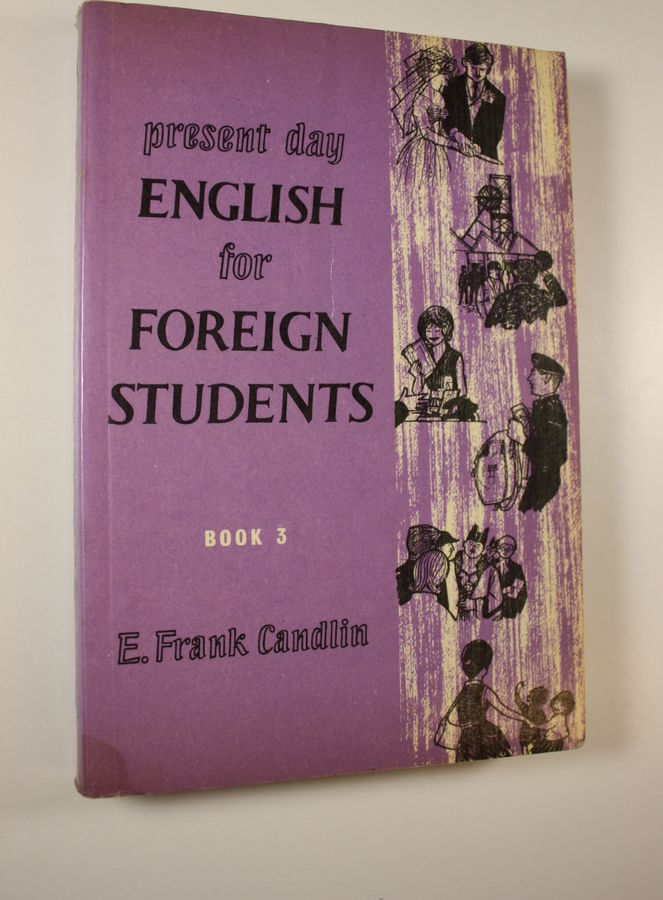 present day
ENGLISH
for
FOREIGN
STUDENTS
BOOK 3
E. Frank Candlin